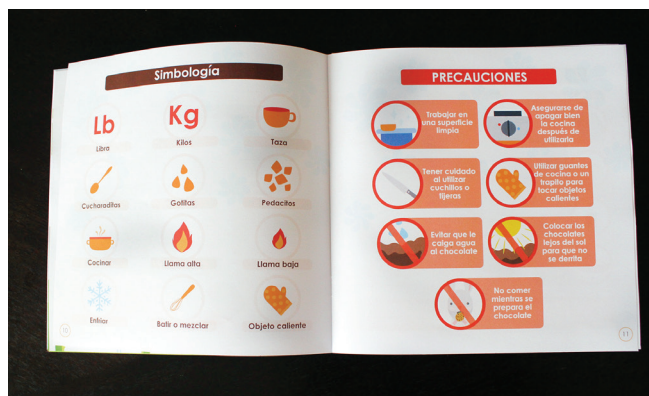 Simbología
Lb
Kg
Libra
Kilos
Taza
Cucharaditas
Gotitas
Pedacitos
Cocinar
Llama alta
Llama baja
Enfriar
Batir o mezclar
Objeto caliente
10
PRECAUCIONES
Trabajar en
una superficie
limpia
Asegurarse de
apagar bien
la cocina
después de
utilizarla
Tener cuidado
al utilizar
cuchillos o
tijeras
Utilizar guantes
de cocina o un
trapito para
tocar objetos
calientes
Evitar que le
caiga agua
al chocolate
Colocar los
chocolates
lejos del sol
para que no
se derrita
No comer
mientras se
prepara el
chocolate
11